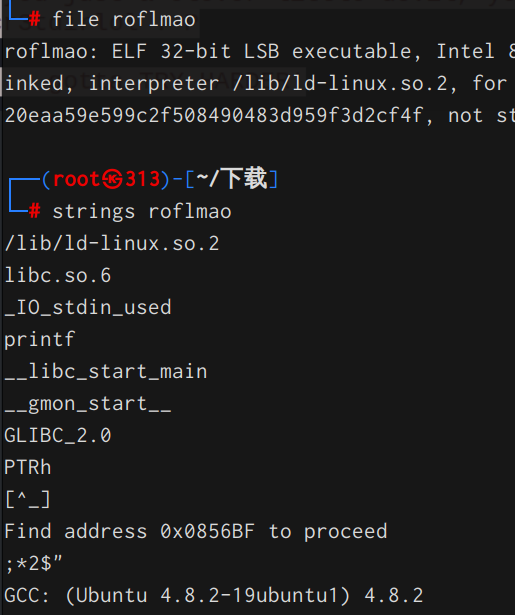 # file roflmao
roflmao: ELF 32-bit LSB executable, Intel 8
inked, interpreter /lib/ld-linux.so.2, for
20eaa59e599c2f508490483d959f3d2cf4f, not st
(root㉿313)-[~/下载]
# strings roflmao
/lib/ld-linux.so.2
libc.so.6
_IO_stdin_used
printf
__libc_start_main
__gmon_start__
GLIBC_2.0
PTRh
[^_]
Find address 0x0856BF to proceed
;*2$"
GCC: (Ubuntu 4.8.2-19ubuntu1) 4.8.2